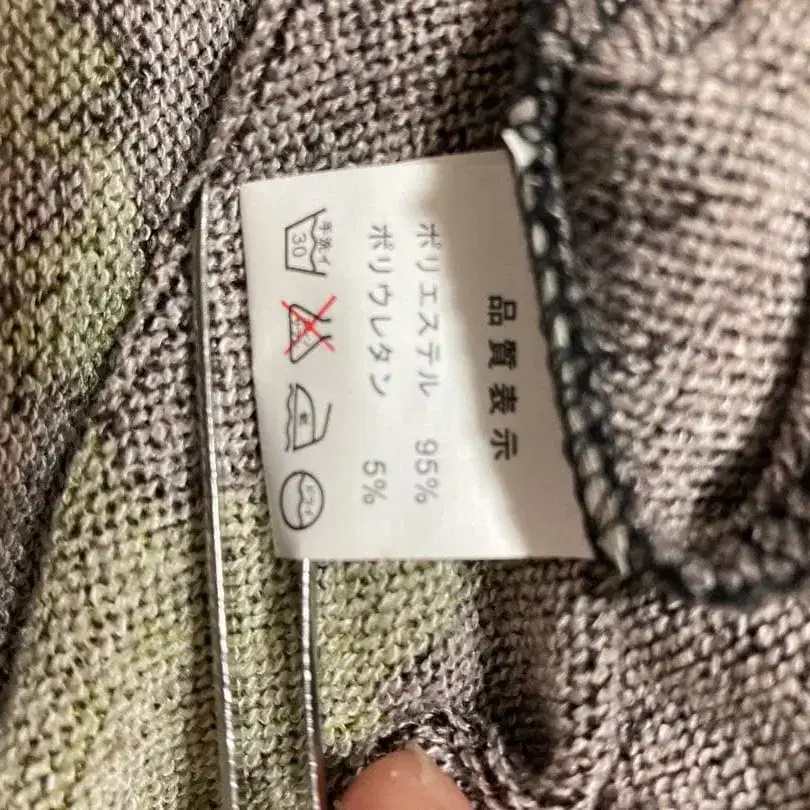 品質表示
ポリエステル 95%
ポリウレタン 5%
手洗イ
30